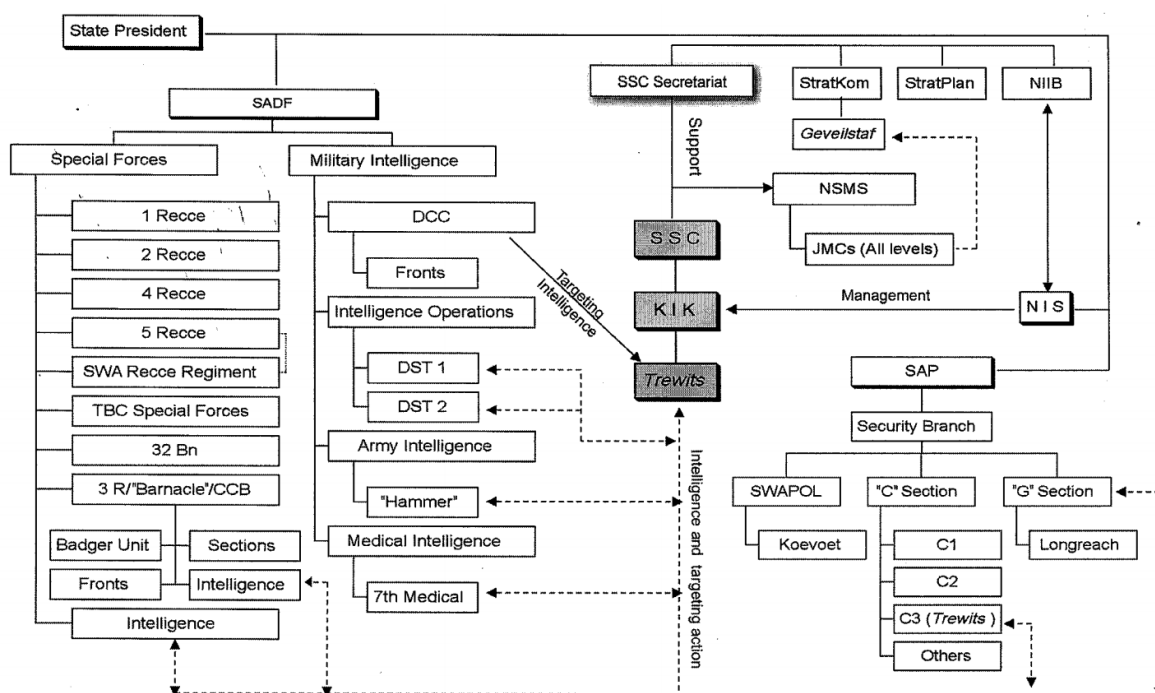 State President
SADF
Special Forces
1 Recce
2 Recce
4 Recce
5 Recce
SWA Recce Regiment
TBC Special Forces
32 Bn
3 R/"Barnacle"/CCB
Badger Unit
Sections
Fronts
Intelligence
Intelligence
Military Intelligence
DCC
Fronts
Intelligence Operations
DST 1
DST 2
Army Intelligence
"Hammer"
Medical Intelligence
7th Medical
Targeting
Intelligence
SSC Secretariat
StratKom
StratPlan
NIIB
Geveilstaf
Support
NSMS
JMCs (All levels)
S S C
K I K
Management
N I S
Trewits
Intelligence and targeting action
SAP
Security Branch
SWAPOL
"C" Section
"G" Section
Koevoet
C1
Longreach
C2
C3 (Trewits )
Others